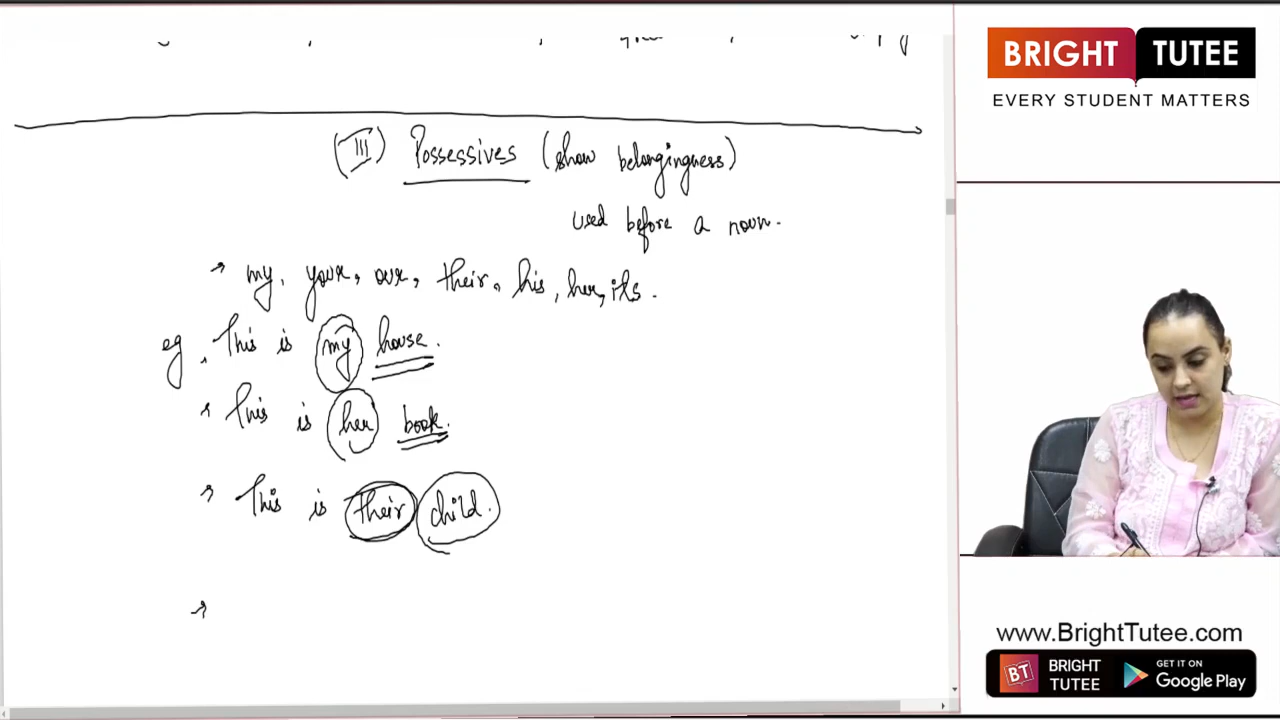 (III) Possessives (show belongingness)
used before a noun.
→ my, your, our, their, his, her, its.
eg, This is my house.
This is her book.
This is their child.
BRIGHT TUTEE
EVERY STUDENT MATTERS
www.BrightTutee.com
BT BRIGHT TUTEE
GET IT ON Google Play